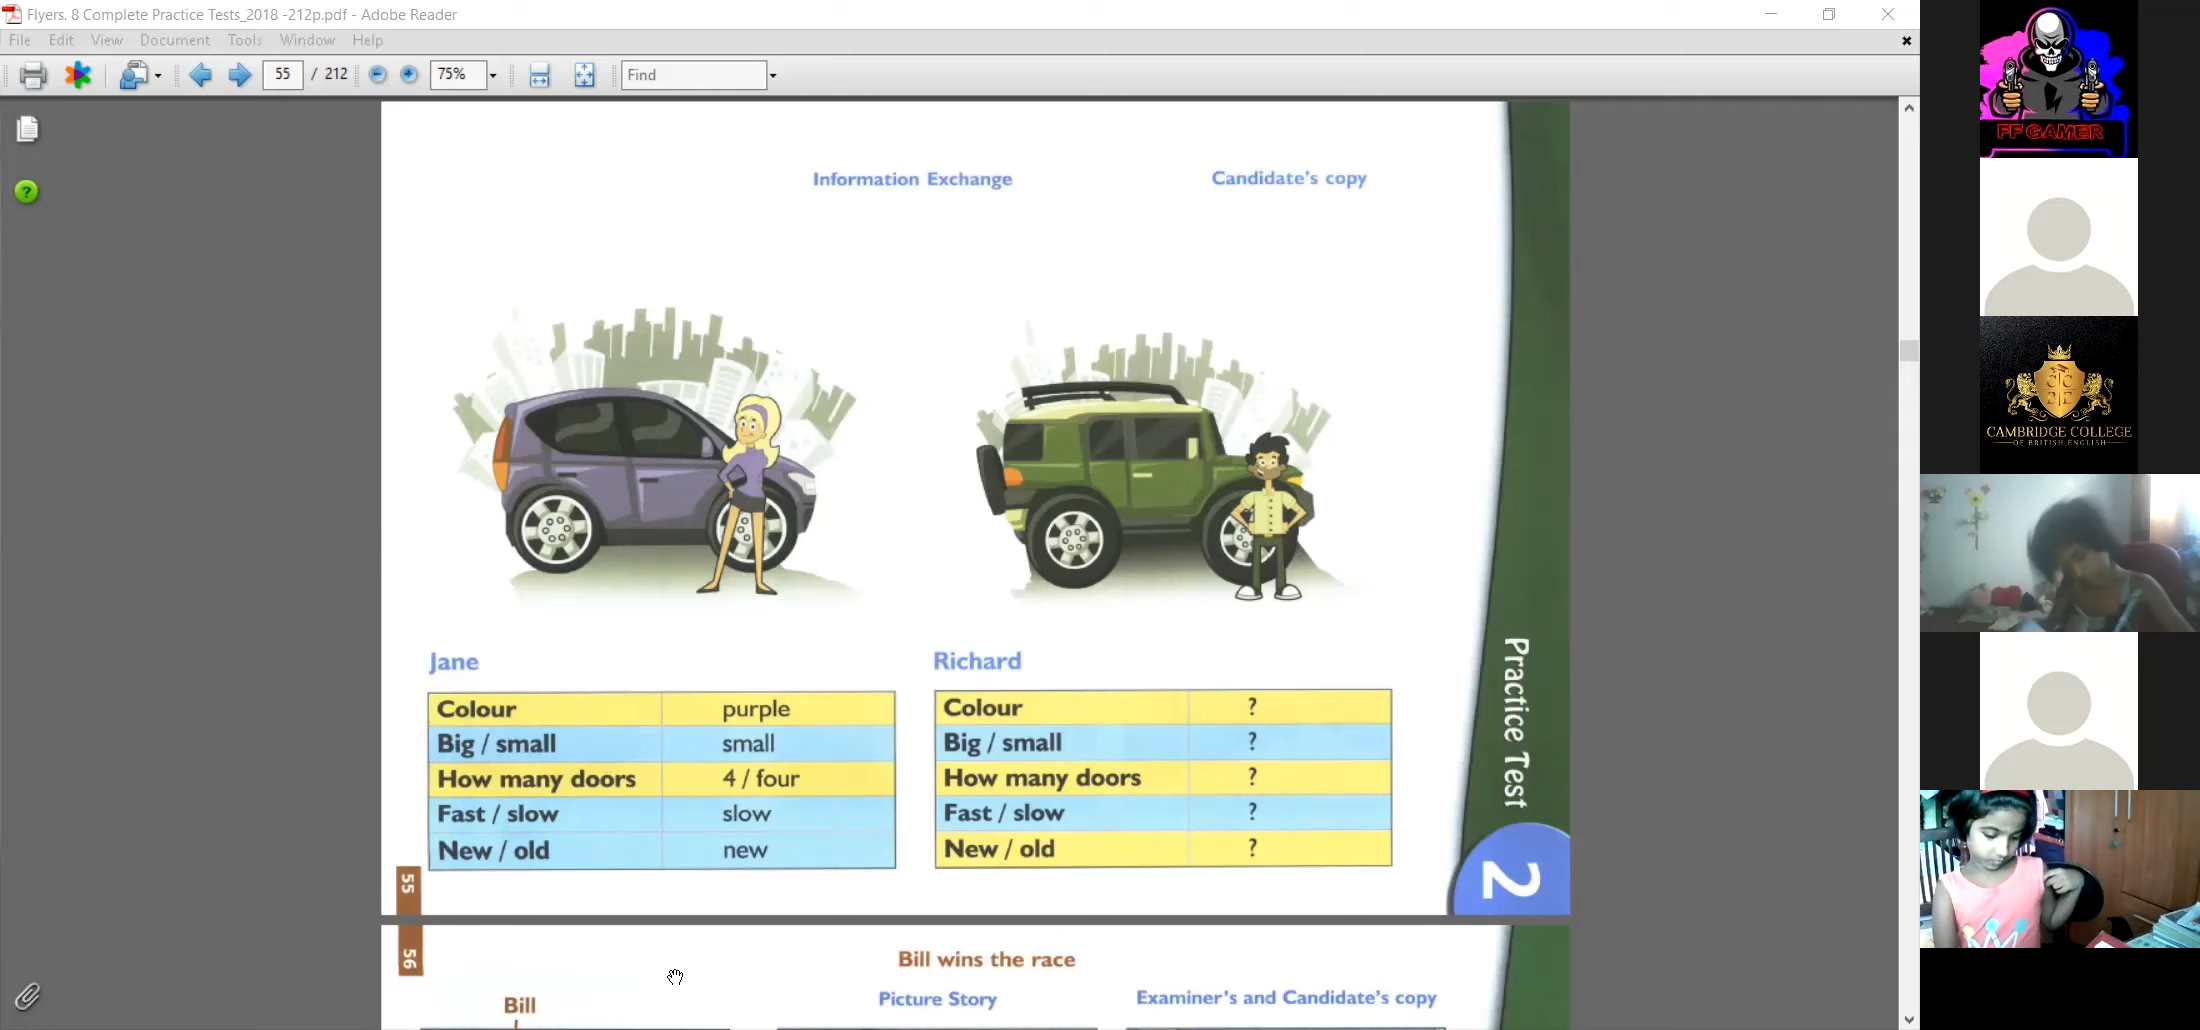 Flyers. 8 Complete Practice Tests_2018 -212p.pdf - Adobe Reader
File Edit View Document Tools Window Help
55 / 212 75% Find
Information Exchange Candidate's copy
Jane
Colour purple
Big / small small
How many doors 4 / four
Fast / slow slow
New / old new
Richard
Colour ?
Big / small ?
How many doors ?
Fast / slow ?
New / old ?
Practice Test
2
55
56
Bill wins the race
Bill
Picture Story Examiner's and Candidate's copy
FF GAMER
CAMBRIDGE COLLEGE
OF BRITISH ENGLISH